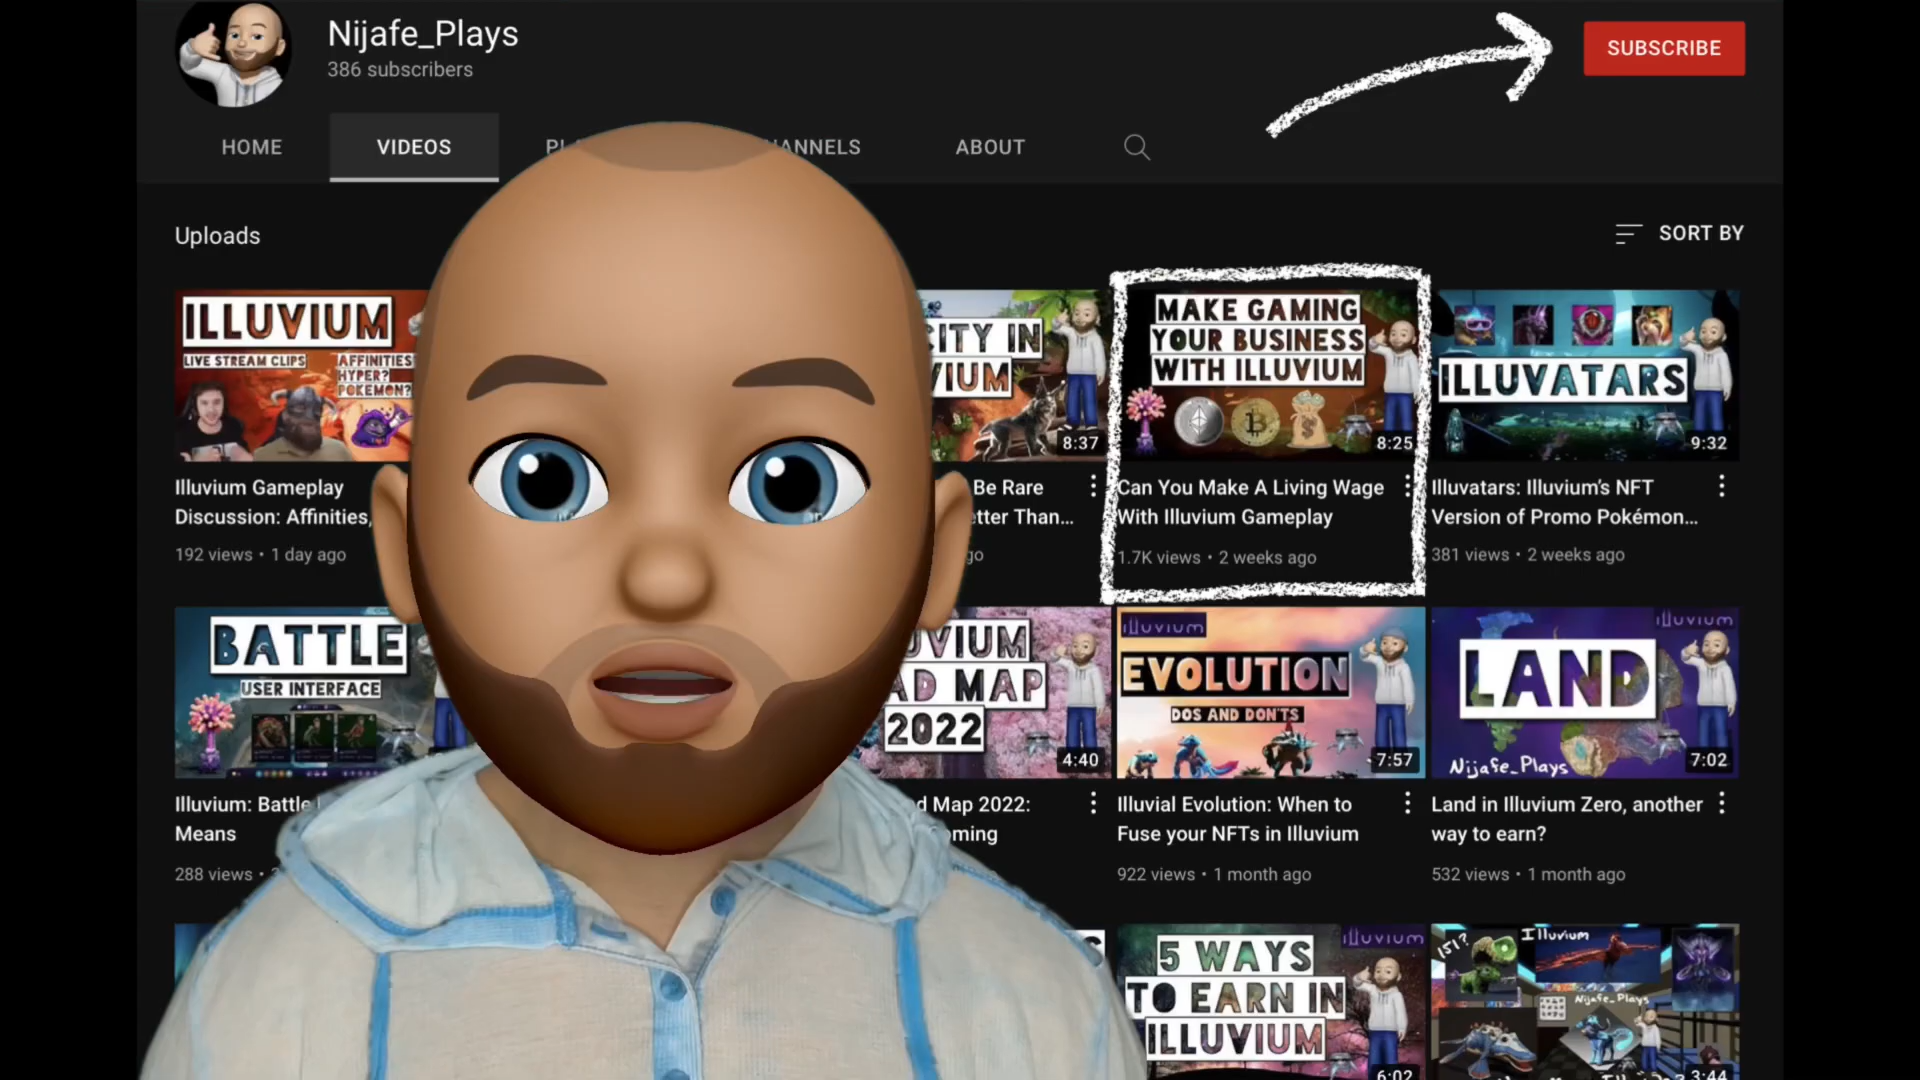 Nijafe_Plays
386 subscribers
SUBSCRIBE
HOME
VIDEOS
ABOUT
Uploads
SORT BY
ILLUVIUM
LIVE STREAM CLIPS
AFFINITIES
HYPER?
POKEMON?
Illuvium Gameplay
Discussion: Affinities,
192 views • 1 day ago
CITY IN
8:37
Be Rare
Than...
MAKE GAMING
YOUR BUSINESS
WITH ILLUVIUM
8:25
Can You Make A Living Wage
With Illuvium Gameplay
1.7K views • 2 weeks ago
ILLUVATARS
9:32
Illuvatars: Illuvium's NFT
Version of Promo Pokémon...
381 views • 2 weeks ago
BATTLE
USER INTERFACE
Illuvium: Battle
Means
288 views •
MAP
2022
4:40
Map 2022:
ILLUVIUM
EVOLUTION
DOS AND DON'TS
7:57
Illuvial Evolution: When to
Fuse your NFTs in Illuvium
922 views • 1 month ago
ILLUVIUM
LAND
Nijafe_Plays
7:02
Land in Illuvium Zero, another
way to earn?
532 views • 1 month ago
ILLUVIUM
5 WAYS
TO EARN IN
ILLUVIUM
6:02
151?
Illuvium
Nijafe_Plays
3:44